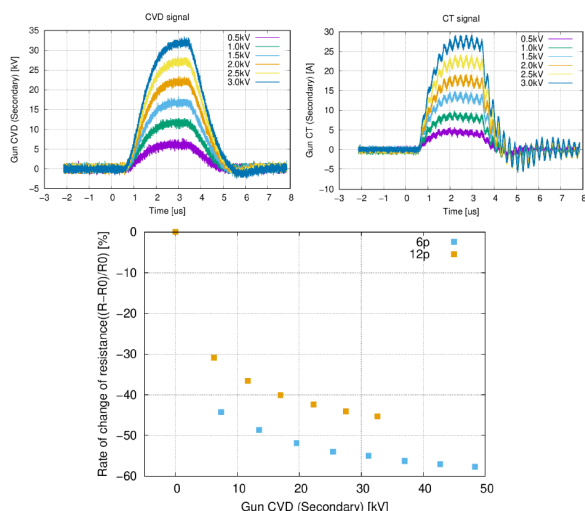 CVD signal
Gun CVD (Secondary) [kV]
35
30
25
20
15
10
5
0
−5
−3 −2 −1 0 1 2 3 4 5 6 7 8
Time [us]
0.5kV
1.0kV
1.5kV
2.0kV
2.5kV
3.0kV
CT signal
Gun CT (Secondary) [A]
30
25
20
15
10
5
0
−5
−10
−3 −2 −1 0 1 2 3 4 5 6 7 8
Time [us]
0.5kV
1.0kV
1.5kV
2.0kV
2.5kV
3.0kV
Rate of change of resistance((R−R0)/R0) [%]
0
−10
−20
−30
−40
−50
−60
0 10 20 30 40 50
Gun CVD (Secondary) [kV]
6p
12p